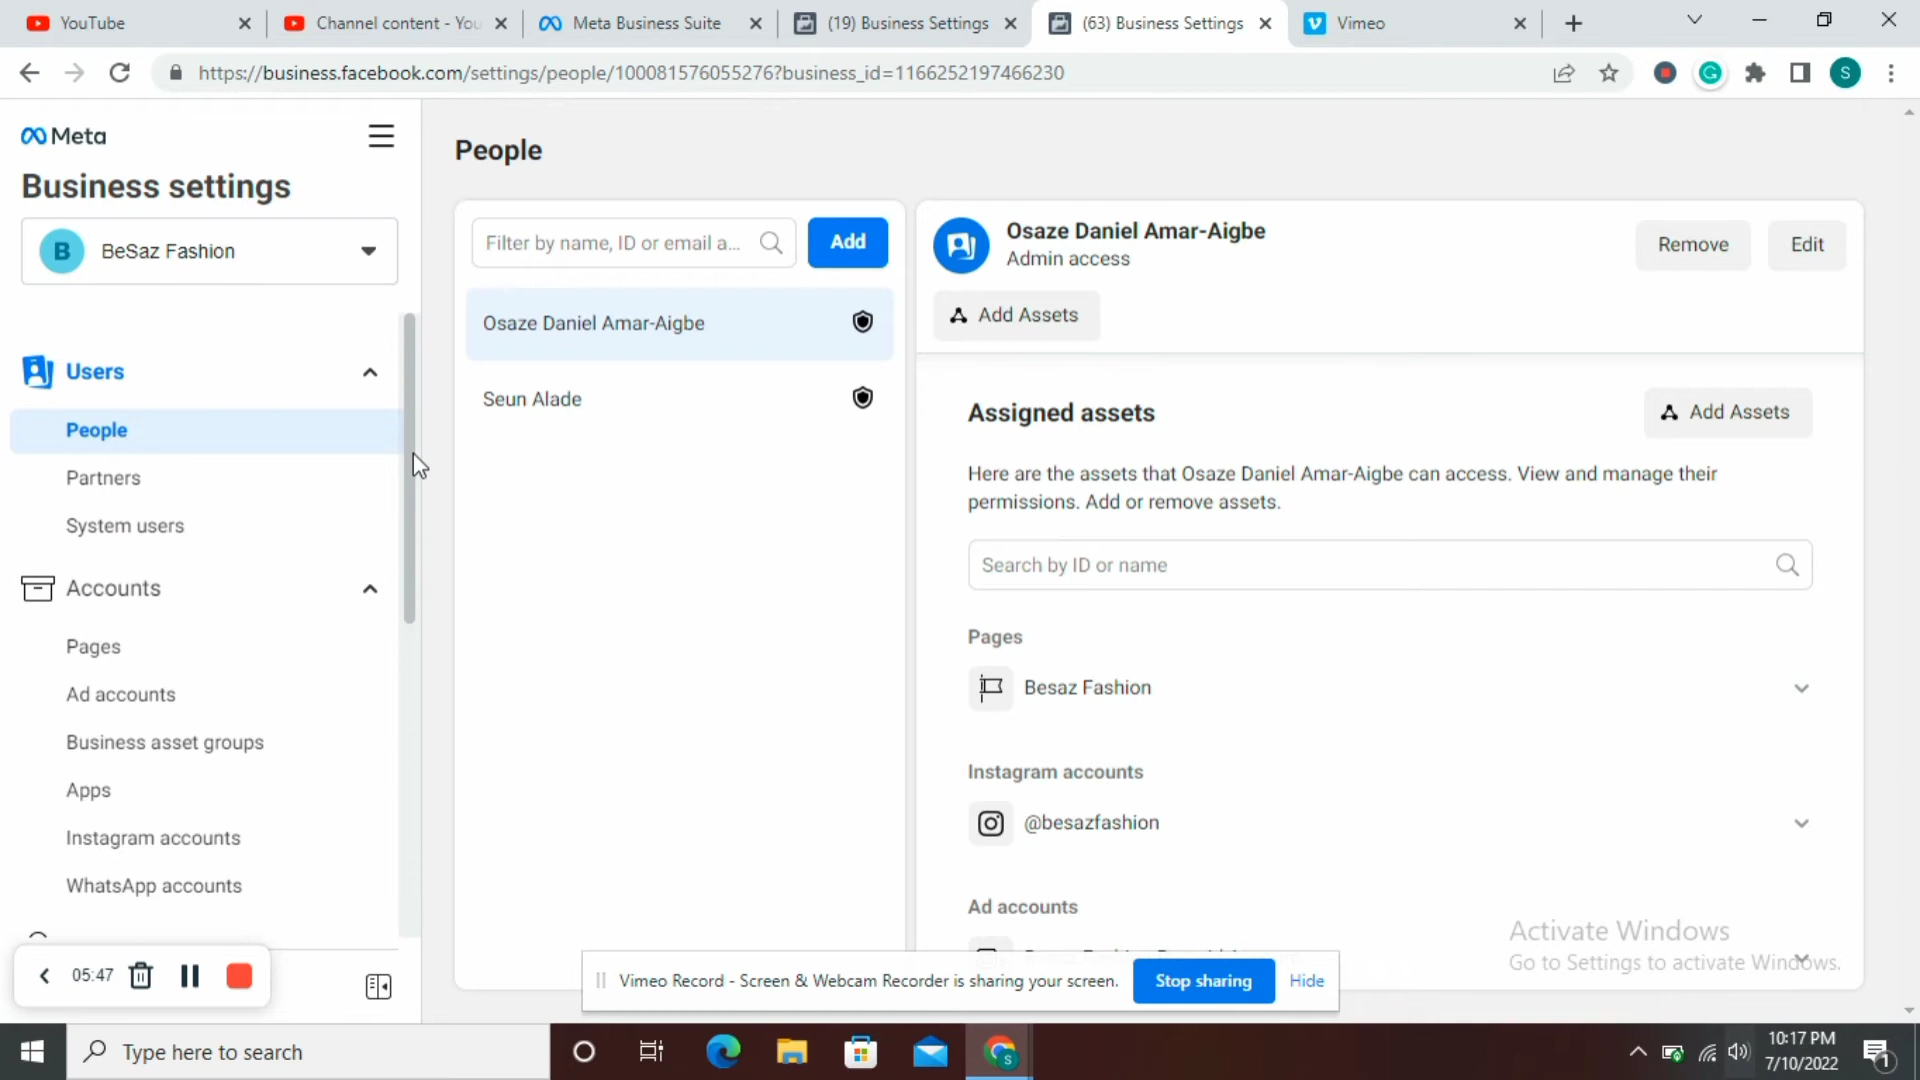 YouTube
Channel content - You
Meta Business Suite
(19) Business Settings
(63) Business Settings
Vimeo
https://business.facebook.com/settings/people/100081576055276?business_id=1166252197466230
S
Meta
Business settings
B BeSaz Fashion
Users
People
Partners
System users
Accounts
Pages
Ad accounts
Business asset groups
Apps
Instagram accounts
WhatsApp accounts
05:47
People
Filter by name, ID or email a...
Add
Osaze Daniel Amar-Aigbe
Seun Alade
Osaze Daniel Amar-Aigbe
Admin access
Remove
Edit
Add Assets
Assigned assets
Add Assets
Here are the assets that Osaze Daniel Amar-Aigbe can access. View and manage their
permissions. Add or remove assets.
Search by ID or name
Pages
Besaz Fashion
Instagram accounts
@besazfashion
Ad accounts
Activate Windows
Go to Settings to activate Windows.
Vimeo Record - Screen & Webcam Recorder is sharing your screen.
Stop sharing
Hide
Type here to search
10:17 PM
7/10/2022
1